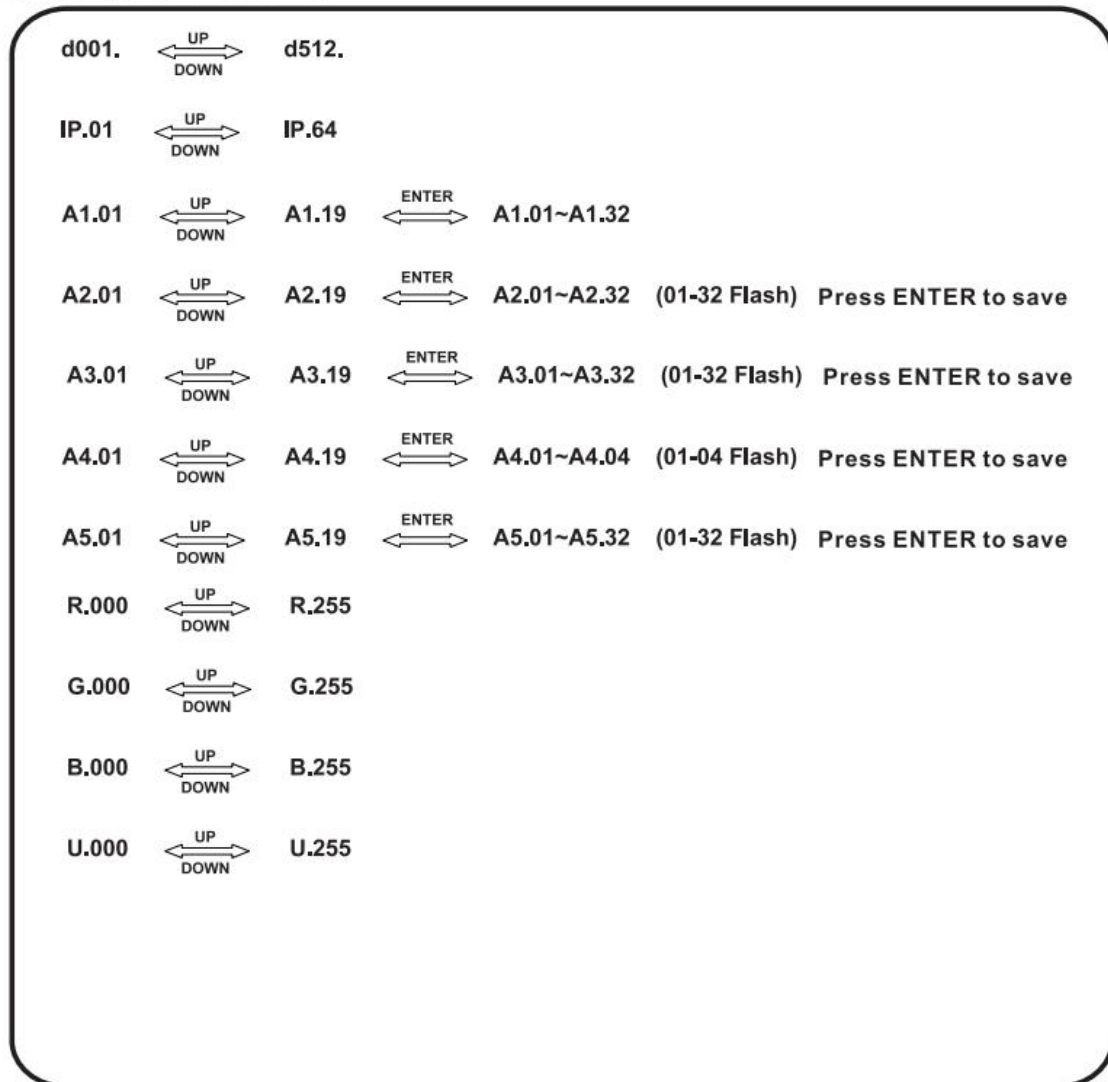 d001. UP DOWN d512.
IP.01 UP DOWN IP.64
A1.01 UP DOWN A1.19 ENTER A1.01~A1.32
A2.01 UP DOWN A2.19 ENTER A2.01~A2.32 (01-32 Flash) Press ENTER to save
A3.01 UP DOWN A3.19 ENTER A3.01~A3.32 (01-32 Flash) Press ENTER to save
A4.01 UP DOWN A4.19 ENTER A4.01~A4.04 (01-04 Flash) Press ENTER to save
A5.01 UP DOWN A5.19 ENTER A5.01~A5.32 (01-32 Flash) Press ENTER to save
R.000 UP DOWN R.255
G.000 UP DOWN G.255
B.000 UP DOWN B.255
U.000 UP DOWN U.255